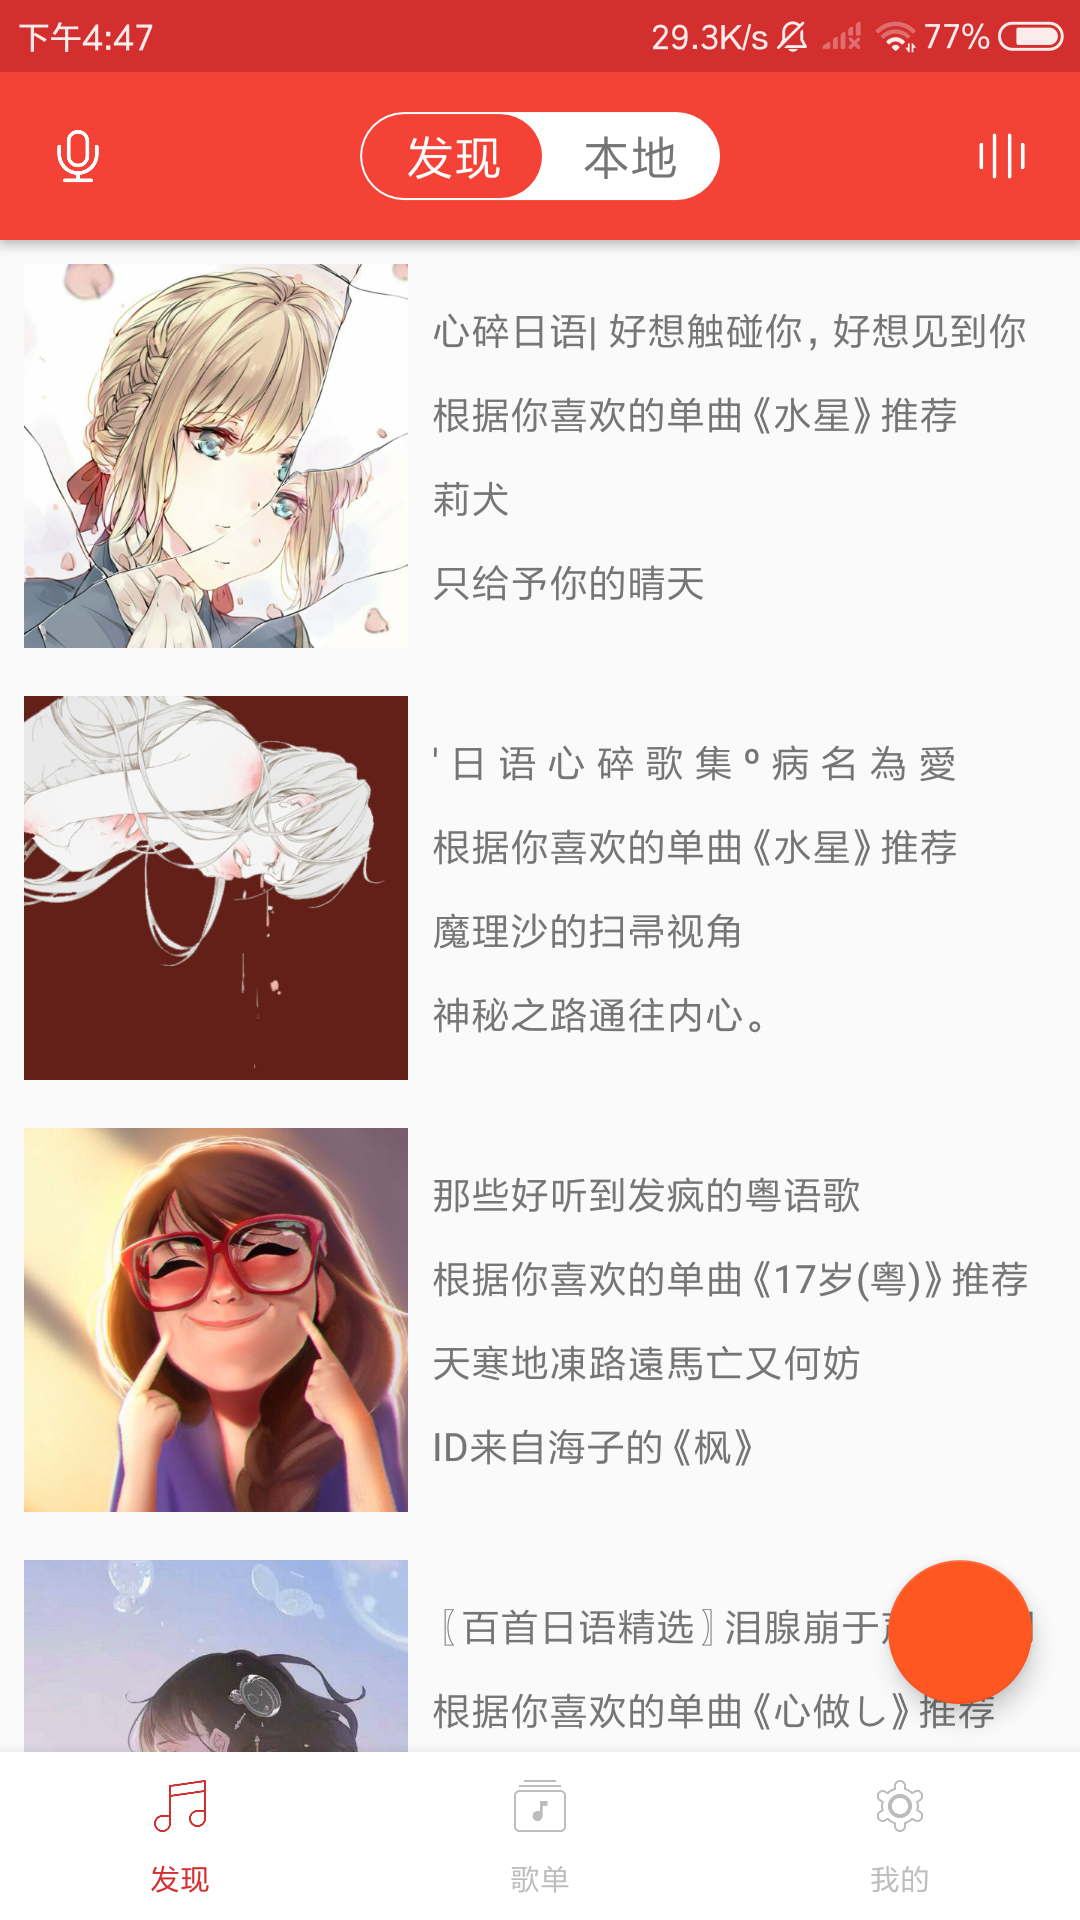 下午4:47 29.3K/s 77%
发现 本地
心碎日语| 好想触碰你，好想见到你
根据你喜欢的单曲《水星》推荐
莉犬
只给予你的晴天
' 日 语 心 碎 歌 集 º 病 名 為 愛
根据你喜欢的单曲《水星》推荐
魔理沙的扫帚视角
神秘之路通往内心。
那些好听到发疯的粤语歌
根据你喜欢的单曲《17岁(粤)》推荐
天寒地凍路遠馬亡又何妨
ID来自海子的《枫》
〖百首日语精选〗泪腺崩于
根据你喜欢的单曲《心做し》推荐
发现 歌单 我的